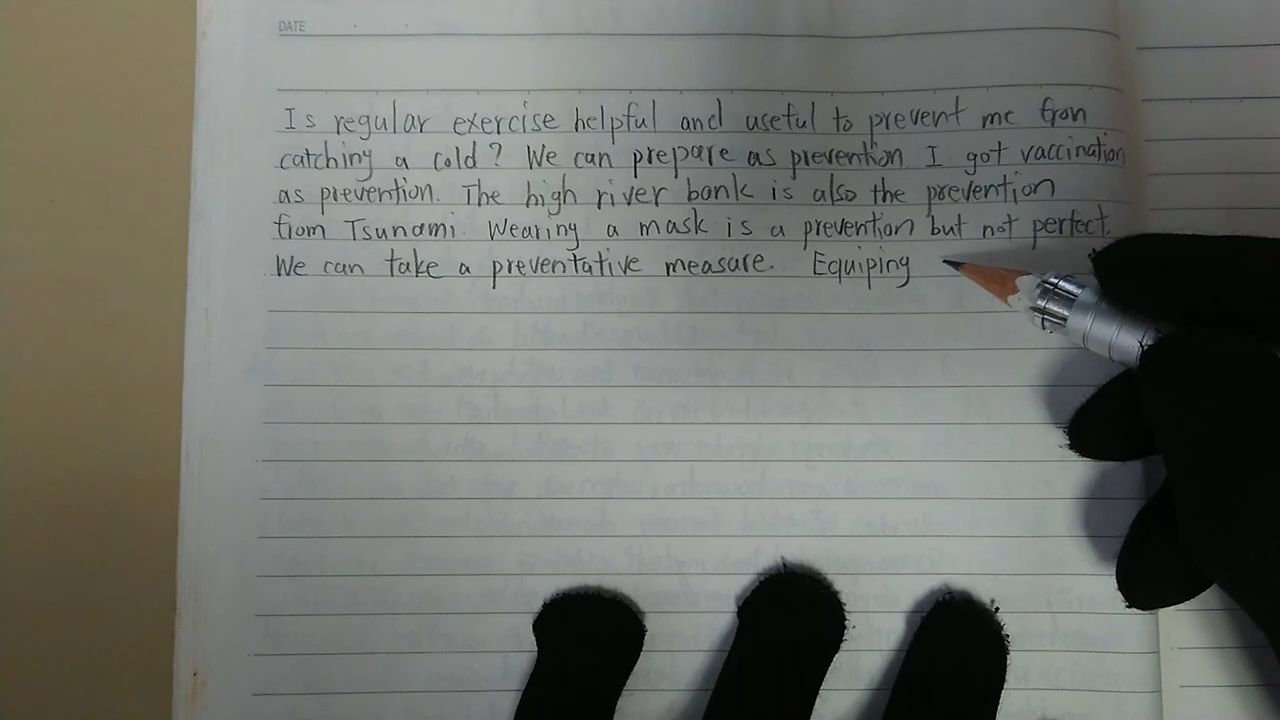 DATE
Is regular exercise helpful and useful to prevent me from
catching a cold? We can prepare as prevention. I got vaccination
as prevention. The high river bank is also the prevention
from Tsunami. Wearing a mask is a prevention but not perfect.
We can take a preventative measure. Equiping